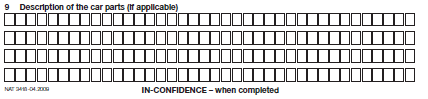 9 Description of the car parts (if applicable)
NAT 3418-04.2009 IN-CONFIDENCE – when completed